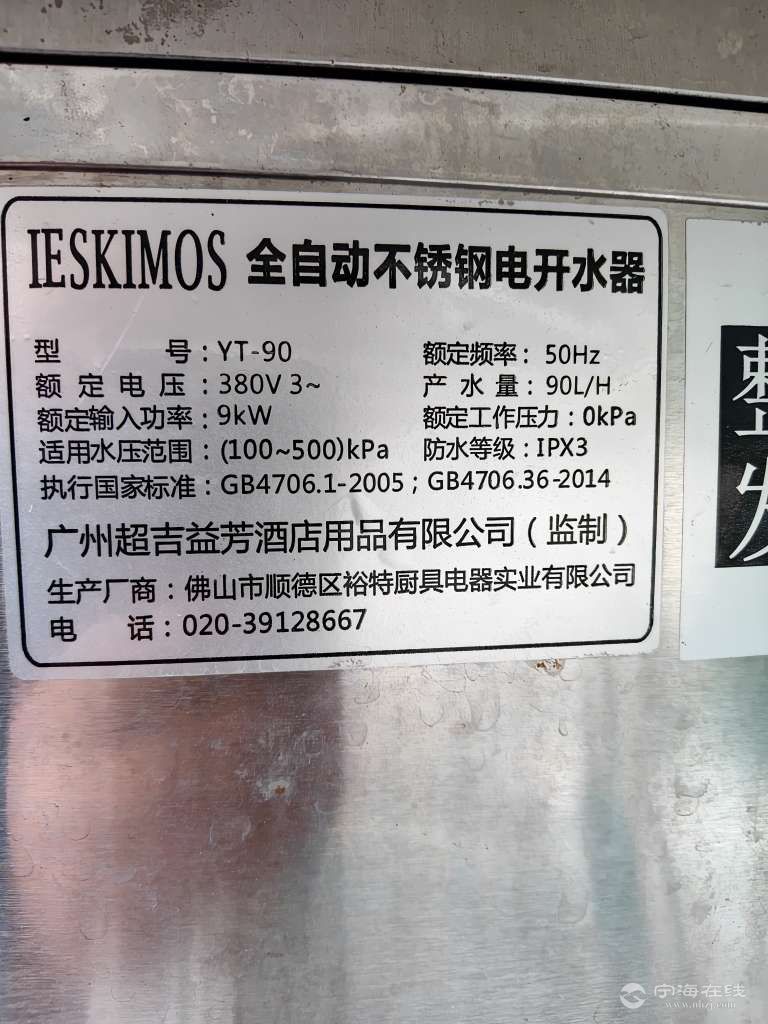 IESKIMOS 全自动不锈钢电开水器
型 号：YT-90 额定频率：50Hz
额定电压：380V 3~ 产水量：90L/H
额定输入功率：9kW 额定工作压力：0kPa
适用水压范围：(100~500)kPa 防水等级：IPX3
执行国家标准：GB4706.1-2005；GB4706.36-2014
广州超吉益芳酒店用品有限公司（监制）
生产厂商：佛山市顺德区裕特厨具电器实业有限公司
电 话：020-39128667
整
发
宁海在线
www.nhzj.com